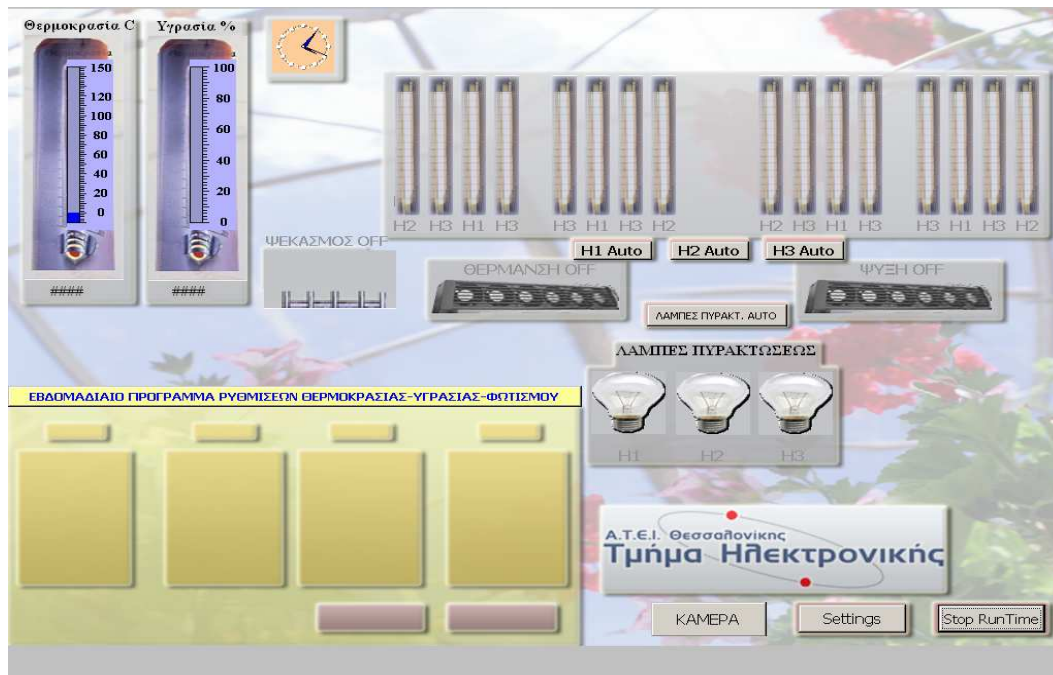 Θερμοκρασία C
Υγρασία %
150
120
100
80
60
40
20
0
100
80
60
40
20
0
####
####
H2 H3 H1 H3 H3 H1 H3 H2 H2 H3 H1 H3 H3 H1 H3 H2
ΨΕΚΑΣΜΟΣ OFF
H1 Auto
H2 Auto
H3 Auto
ΘΕΡΜΑΝΣΗ OFF
ΨΥΞΗ OFF
ΛΑΜΠΕΣ ΠΥΡΑΚΤ. AUTO
ΛΑΜΠΕΣ ΠΥΡΑΚΤΩΣΕΩΣ
H1 H2 H3
ΕΒΔΟΜΑΔΙΑΙΟ ΠΡΟΓΡΑΜΜΑ ΡΥΘΜΙΣΕΩΝ ΘΕΡΜΟΚΡΑΣΙΑΣ-ΥΓΡΑΣΙΑΣ-ΦΩΤΙΣΜΟΥ
Α.Τ.Ε.Ι. Θεσσαλονίκης
Τμήμα Ηλεκτρονικής
ΚΑΜΕΡΑ
Settings
Stop RunTime